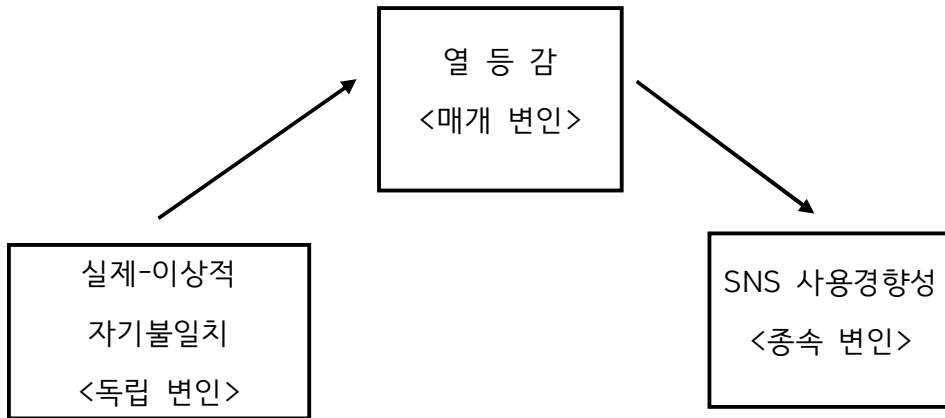 열 등 감
<매개 변인>
실제-이상적
자기불일치
<독립 변인>
SNS 사용경향성
<종속 변인>